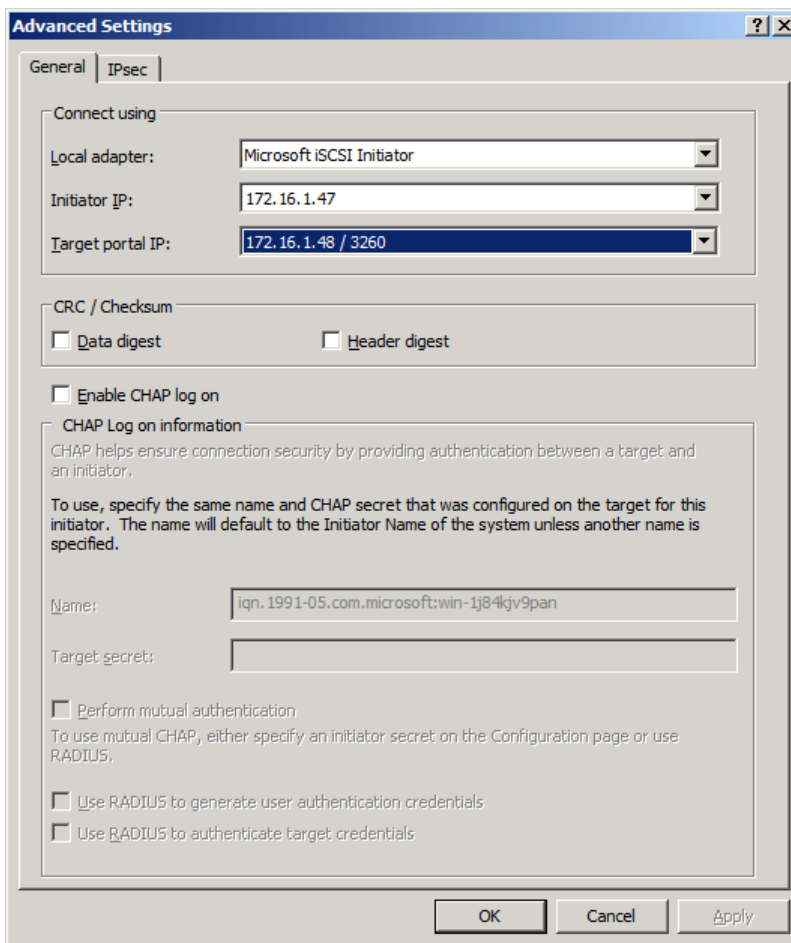 Advanced Settings
General
IPsec
Connect using
Local adapter:
Microsoft iSCSI Initiator
Initiator IP:
172.16.1.47
Target portal IP:
172.16.1.48 / 3260
CRC / Checksum
Data digest
Header digest
Enable CHAP log on
CHAP Log on information
CHAP helps ensure connection security by providing authentication between a target and
an initiator.
To use, specify the same name and CHAP secret that was configured on the target for this
initiator. The name will default to the Initiator Name of the system unless another name is
specified.
Name:
iqn.1991-05.com.microsoft:win-1j84kjv9pan
Target secret:
Perform mutual authentication
To use mutual CHAP, either specify an initiator secret on the Configuration page or use
RADIUS.
Use RADIUS to generate user authentication credentials
Use RADIUS to authenticate target credentials
OK
Cancel
Apply